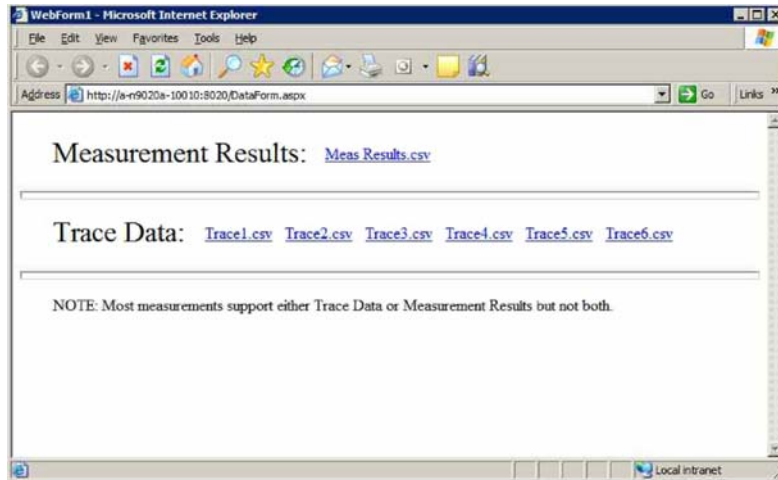 WebForm1 - Microsoft Internet Explorer
File Edit View Favorites Tools Help
Address http://a-n9020a-10010:8020/DataForm.aspx Go Links »
Measurement Results: Meas Results.csv
Trace Data: Trace1.csv Trace2.csv Trace3.csv Trace4.csv Trace5.csv Trace6.csv
NOTE: Most measurements support either Trace Data or Measurement Results but not both.
Local intranet